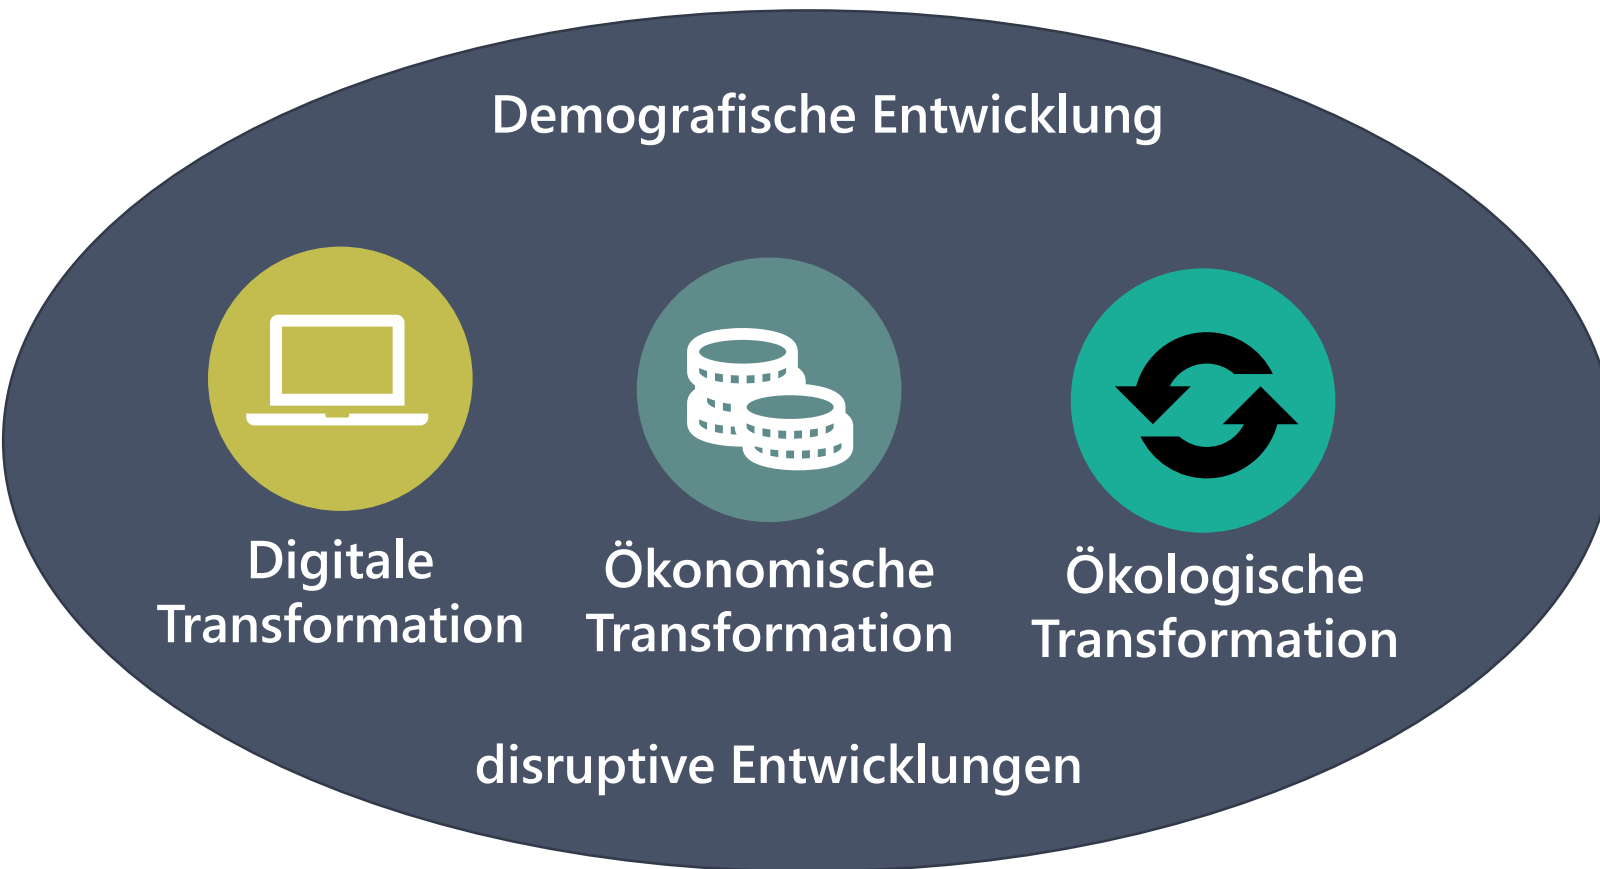 Demografische Entwicklung
Digitale
Transformation
Ökonomische
Transformation
Ökologische
Transformation
disruptive Entwicklungen